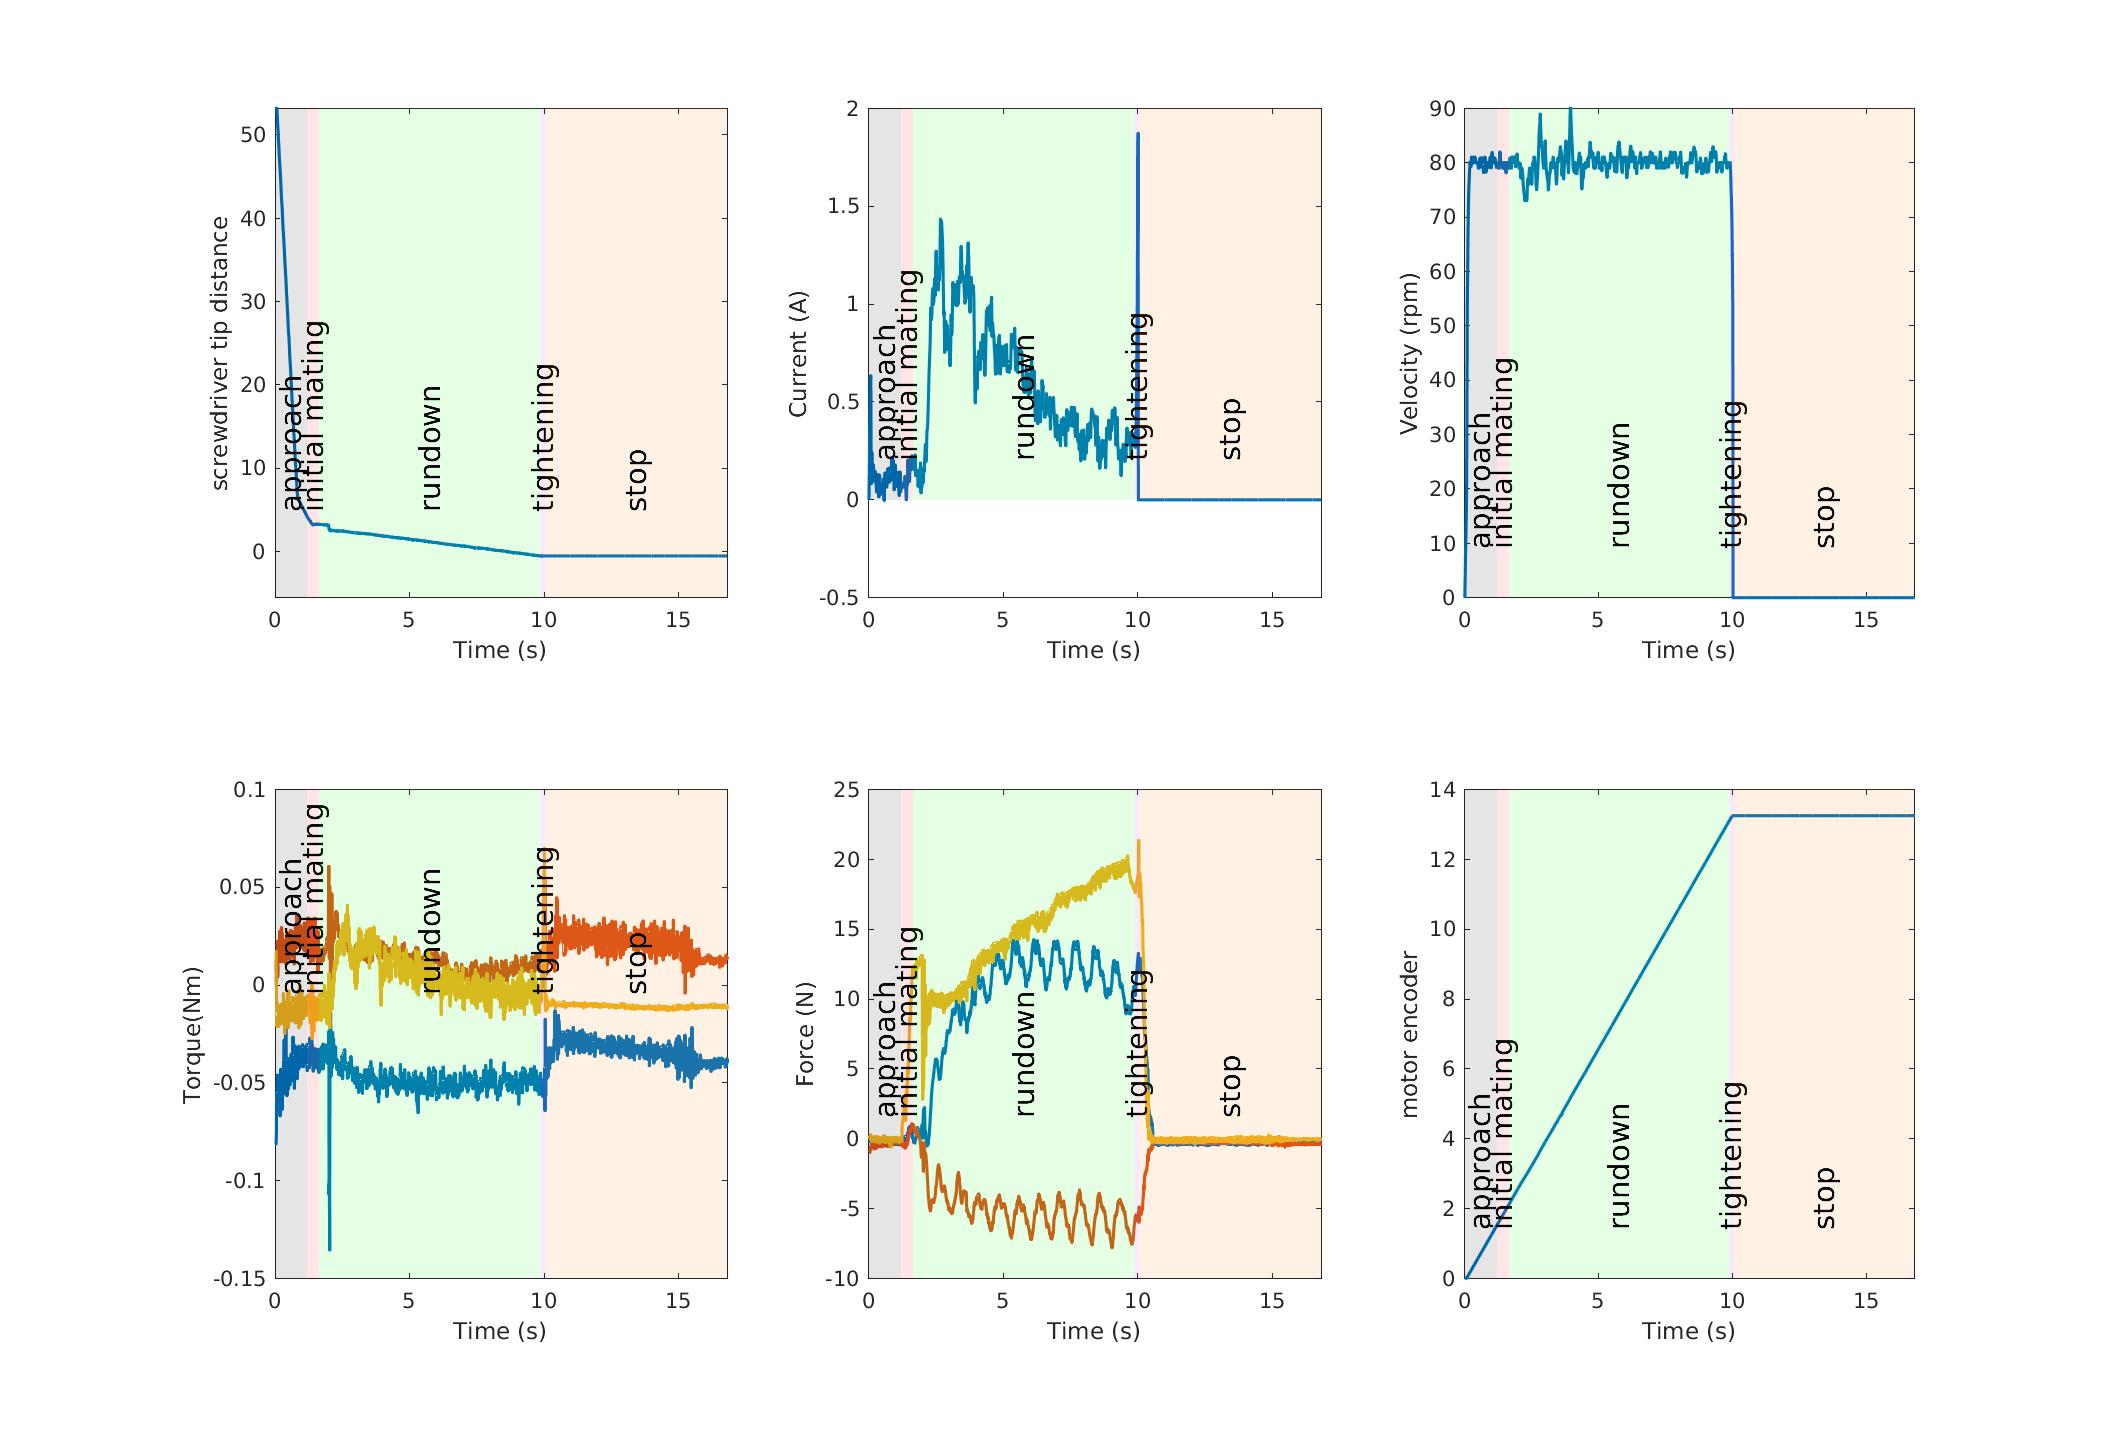 50
40
30
20
10
0
screwdriver tip distance
approach
initial mating
rundown
tightening
stop
0 5 10 15
Time (s)
2
1.5
1
0.5
0
-0.5
Current (A)
approach
initial mating
rundown
tightening
stop
0 5 10 15
Time (s)
90
80
70
60
50
40
30
20
10
0
Velocity (rpm)
approach
initial mating
rundown
tightening
stop
0 5 10 15
Time (s)
0.1
0.05
0
-0.05
-0.1
-0.15
Torque(Nm)
approach
initial mating
rundown
tightening
stop
0 5 10 15
Time (s)
25
20
15
10
5
0
-5
-10
Force (N)
approach
initial mating
rundown
tightening
stop
0 5 10 15
Time (s)
14
12
10
8
6
4
2
0
motor encoder
approach
initial mating
rundown
tightening
stop
0 5 10 15
Time (s)